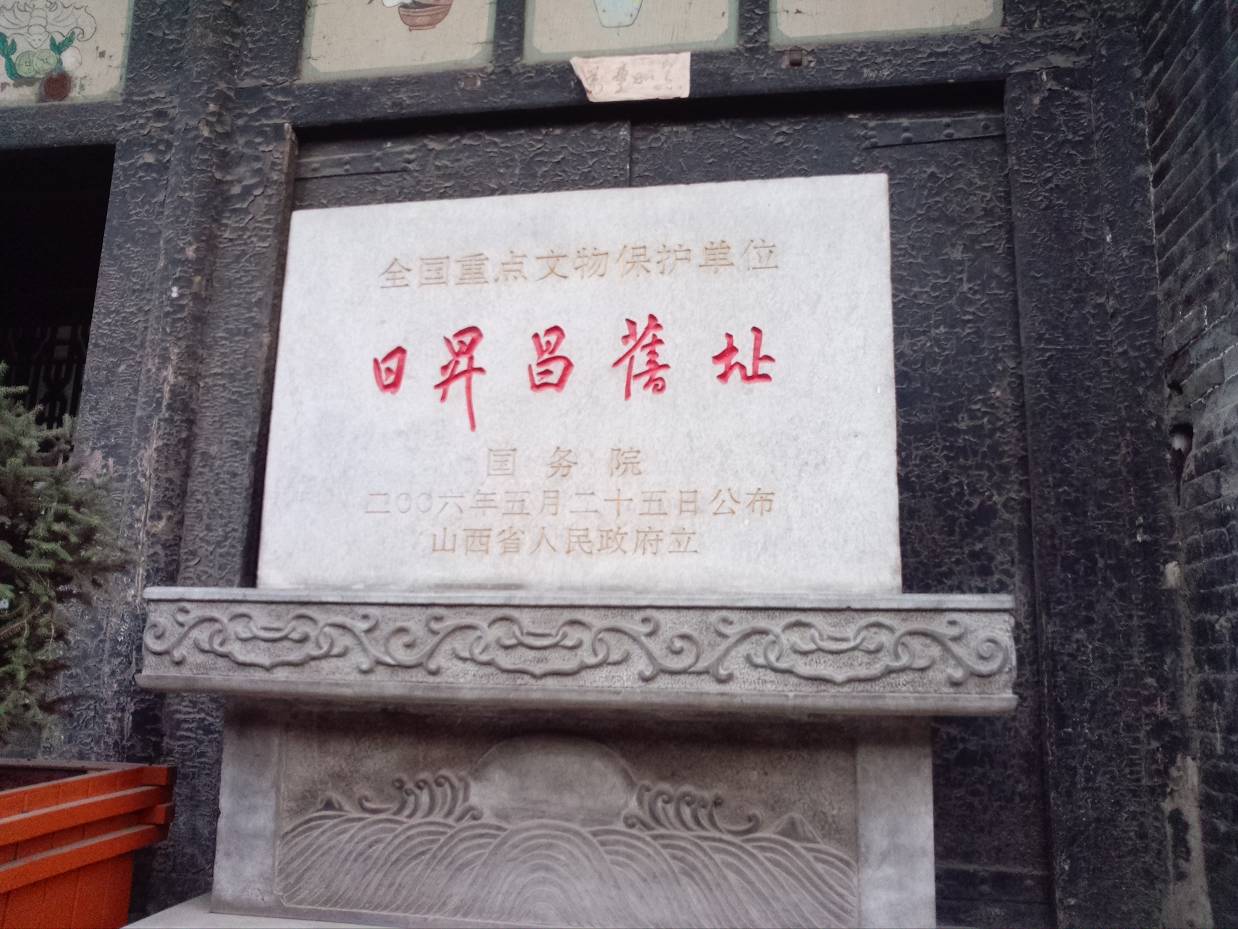 全国重点文物保护单位
日昇昌舊址
国务院
二〇〇六年五月二十五日公布
山西省人民政府立